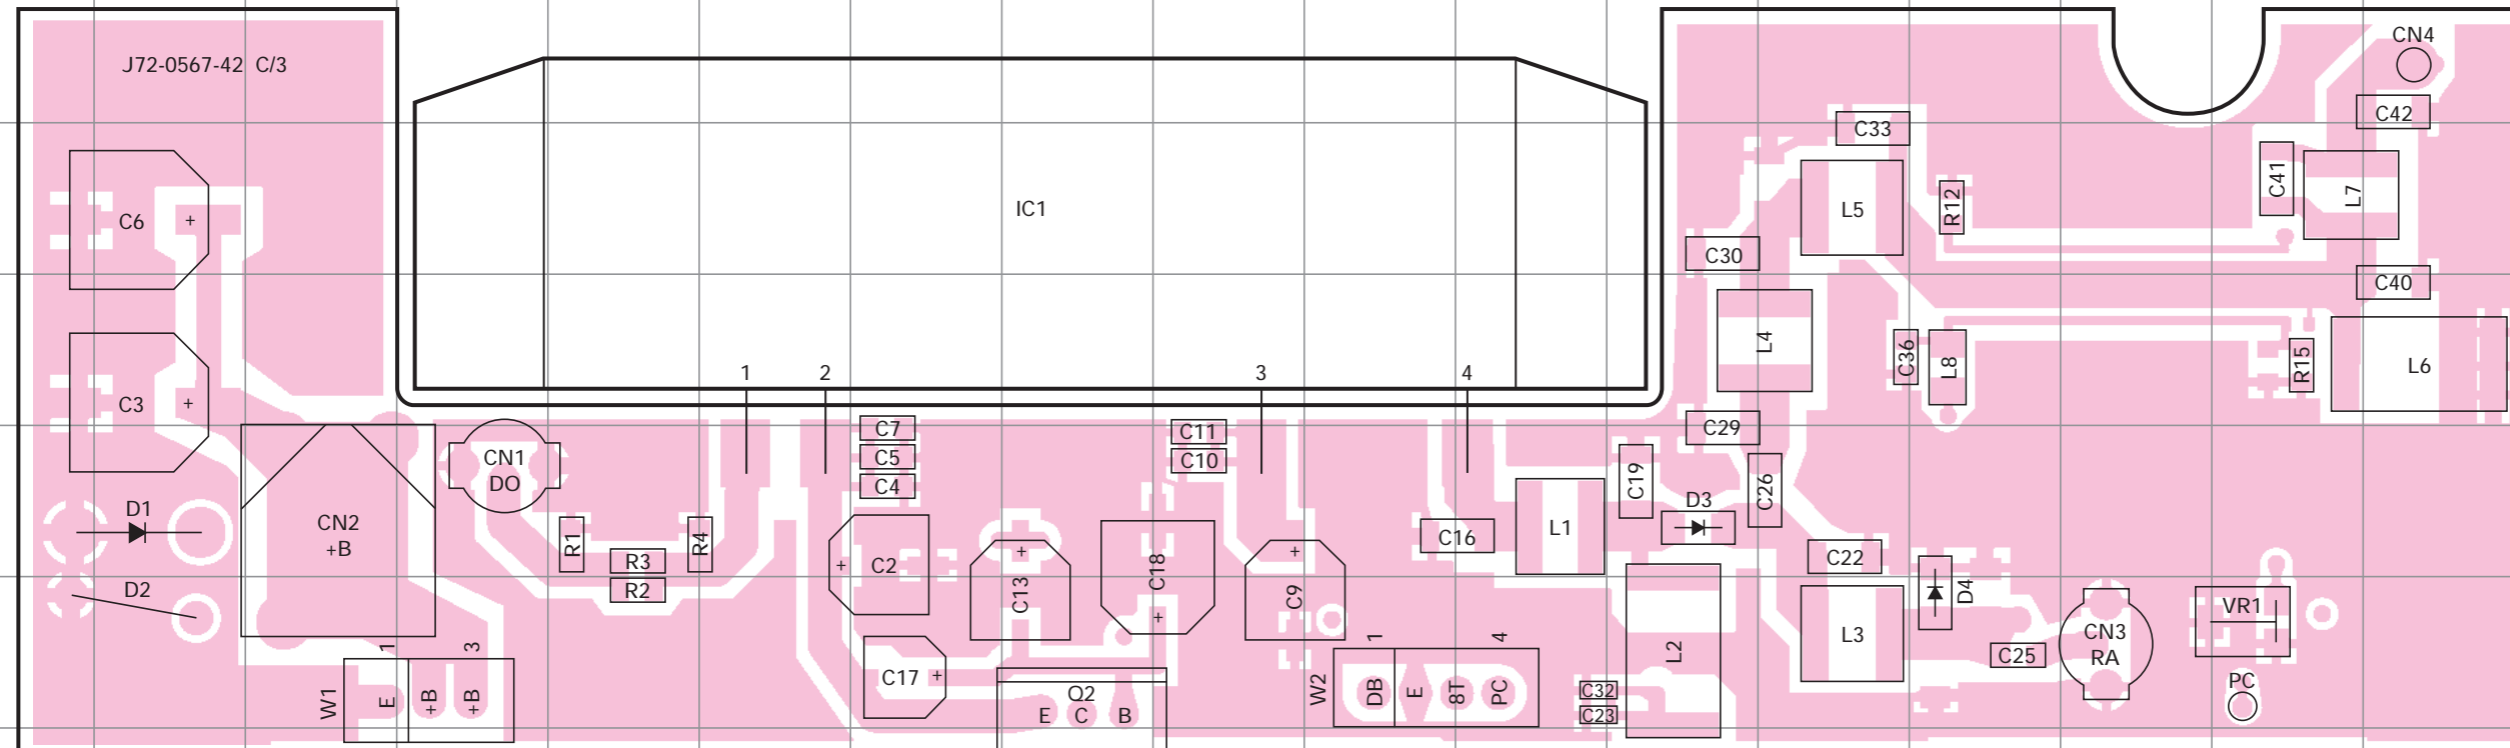 J72-0567-42 C/3
CN4
C42
C33
C41
L7
C6
+
IC1
L5
R12
C30
C40
L4
C36
L8
R15
L6
1
2
3
4
C3
+
C7
C5
C4
C11
C10
C29
CN1
DO
C19
C26
D1
CN2
+B
R1
R4
R3
R2
+
C2
+
C13
C18
+
+
C9
C16
L1
D3
C22
D4
D2
VR1
L3
CN3
RA
C25
L2
C17
+
W1
1
3
E
+B
+B
Q2
E
C
B
W2
1
4
DB
E
8T
PC
C32
C23
PC